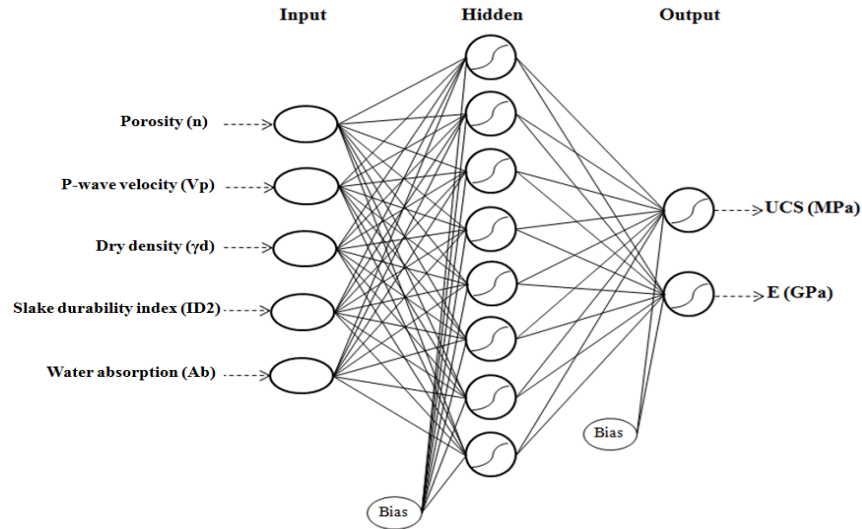 Input
Hidden
Output
Porosity (n)
P-wave velocity (Vp)
Dry density (γd)
Slake durability index (ID2)
Water absorption (Ab)
UCS (MPa)
E (GPa)
Bias
Bias